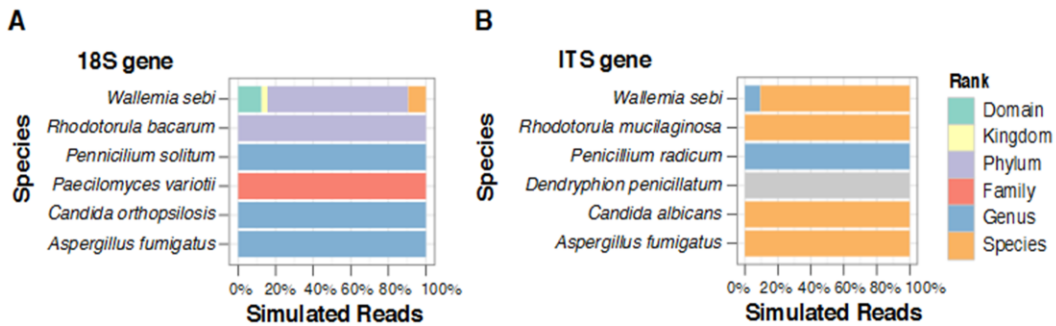 A
18S gene
Species
Wallemia sebi
Rhodotorula bacarum
Pennicilium solitum
Paecilomyces variotii
Candida orthopsilosis
Aspergillus fumigatus
0% 20% 40% 60% 80% 100%
Simulated Reads
B
ITS gene
Species
Wallemia sebi
Rhodotorula mucilaginosa
Penicillium radicum
Dendryphion penicillatum
Candida albicans
Aspergillus fumigatus
0% 20% 40% 60% 80% 100%
Simulated Reads
Rank
Domain
Kingdom
Phylum
Family
Genus
Species